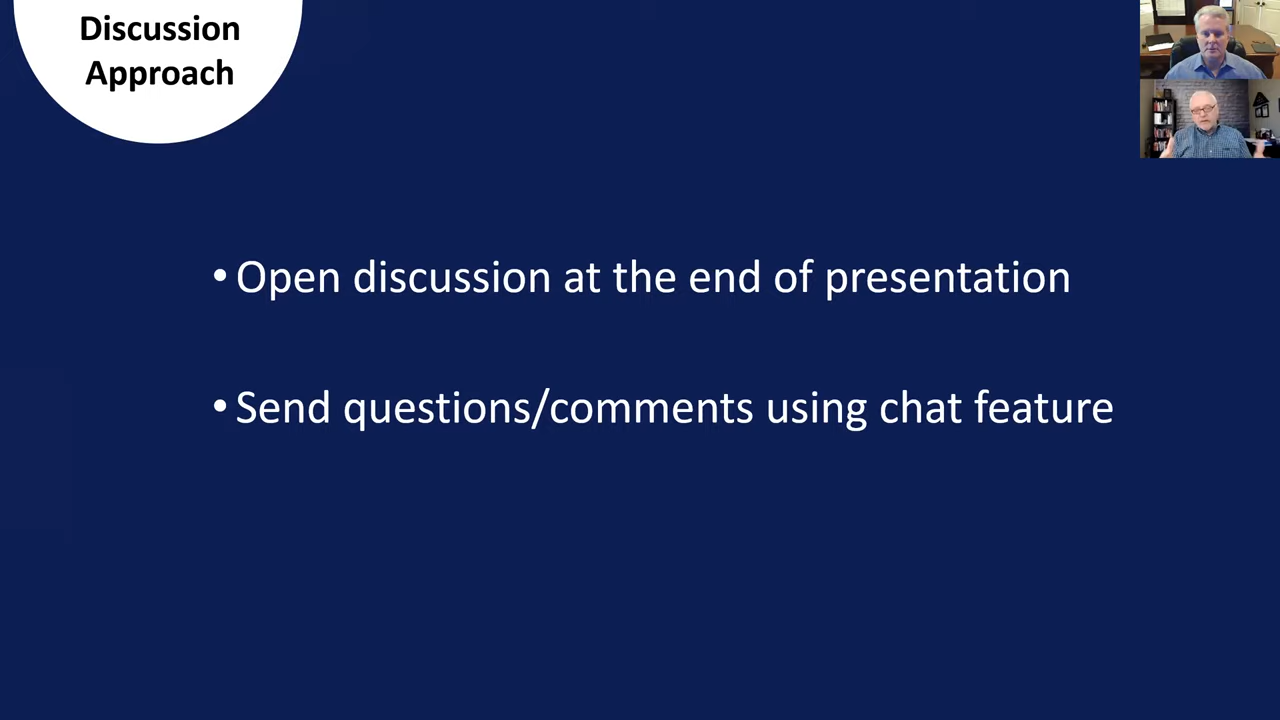 Discussion
Approach
• Open discussion at the end of presentation
• Send questions/comments using chat feature